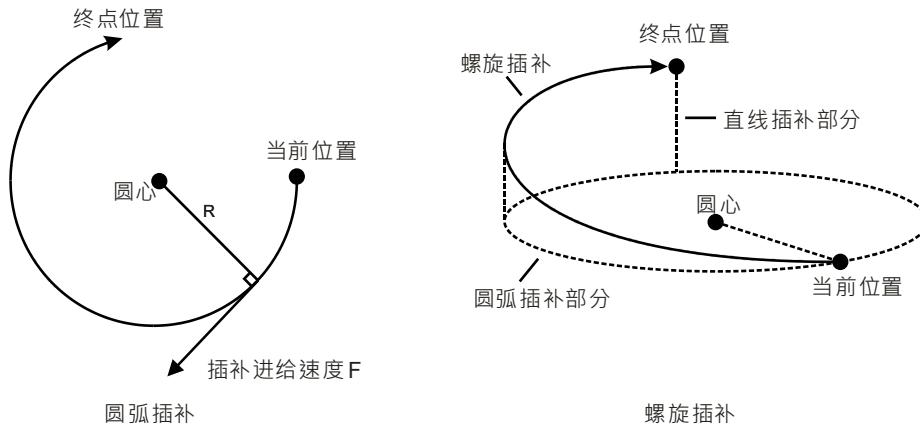 终点位置
当前位置
圆心
R
插补进给速度F
圆弧插补
终点位置
螺旋插补
直线插补部分
圆心
当前位置
圆弧插补部分
螺旋插补